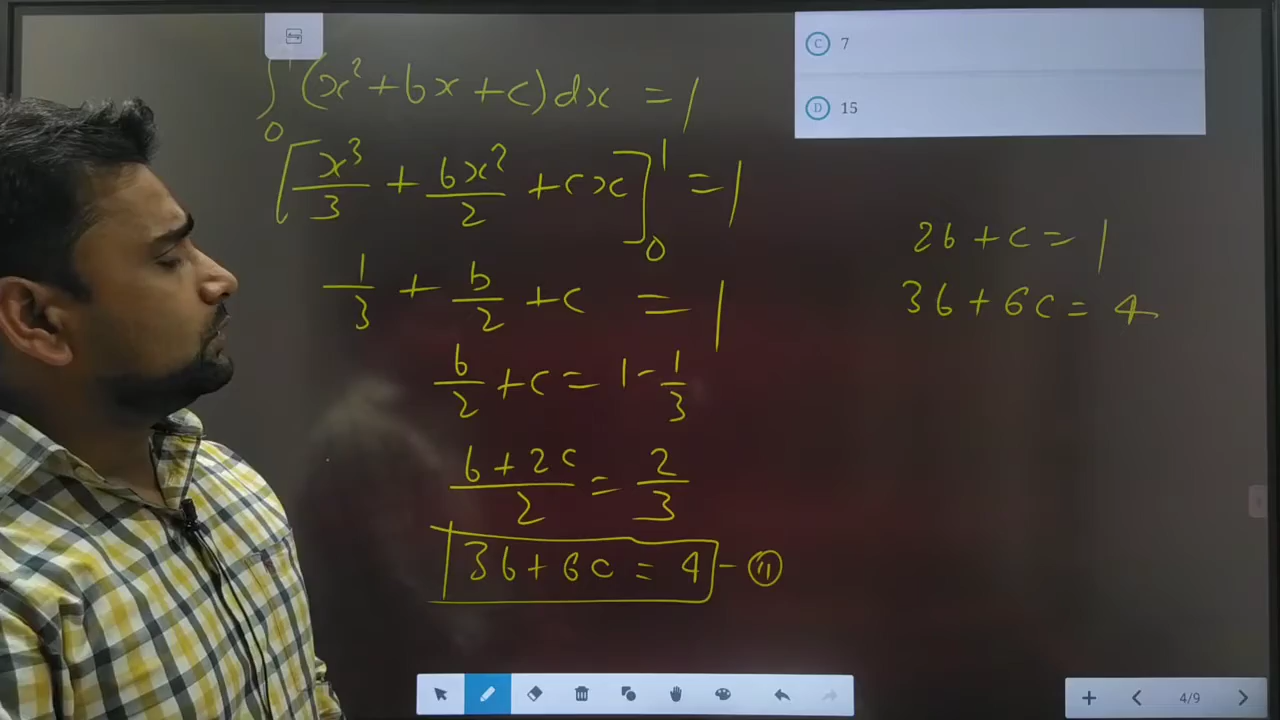 ∫₀¹ (x² + bx + c) dx = 1
[x³/3 + bx²/2 + cx]₀¹ = 1
1/3 + b/2 + c = 1
b/2 + c = 1 - 1/3
(b + 2c)/2 = 2/3
3b + 6c = 4 - (II)
C 7
D 15
2b + c = 1
3b + 6c = 4
4/9